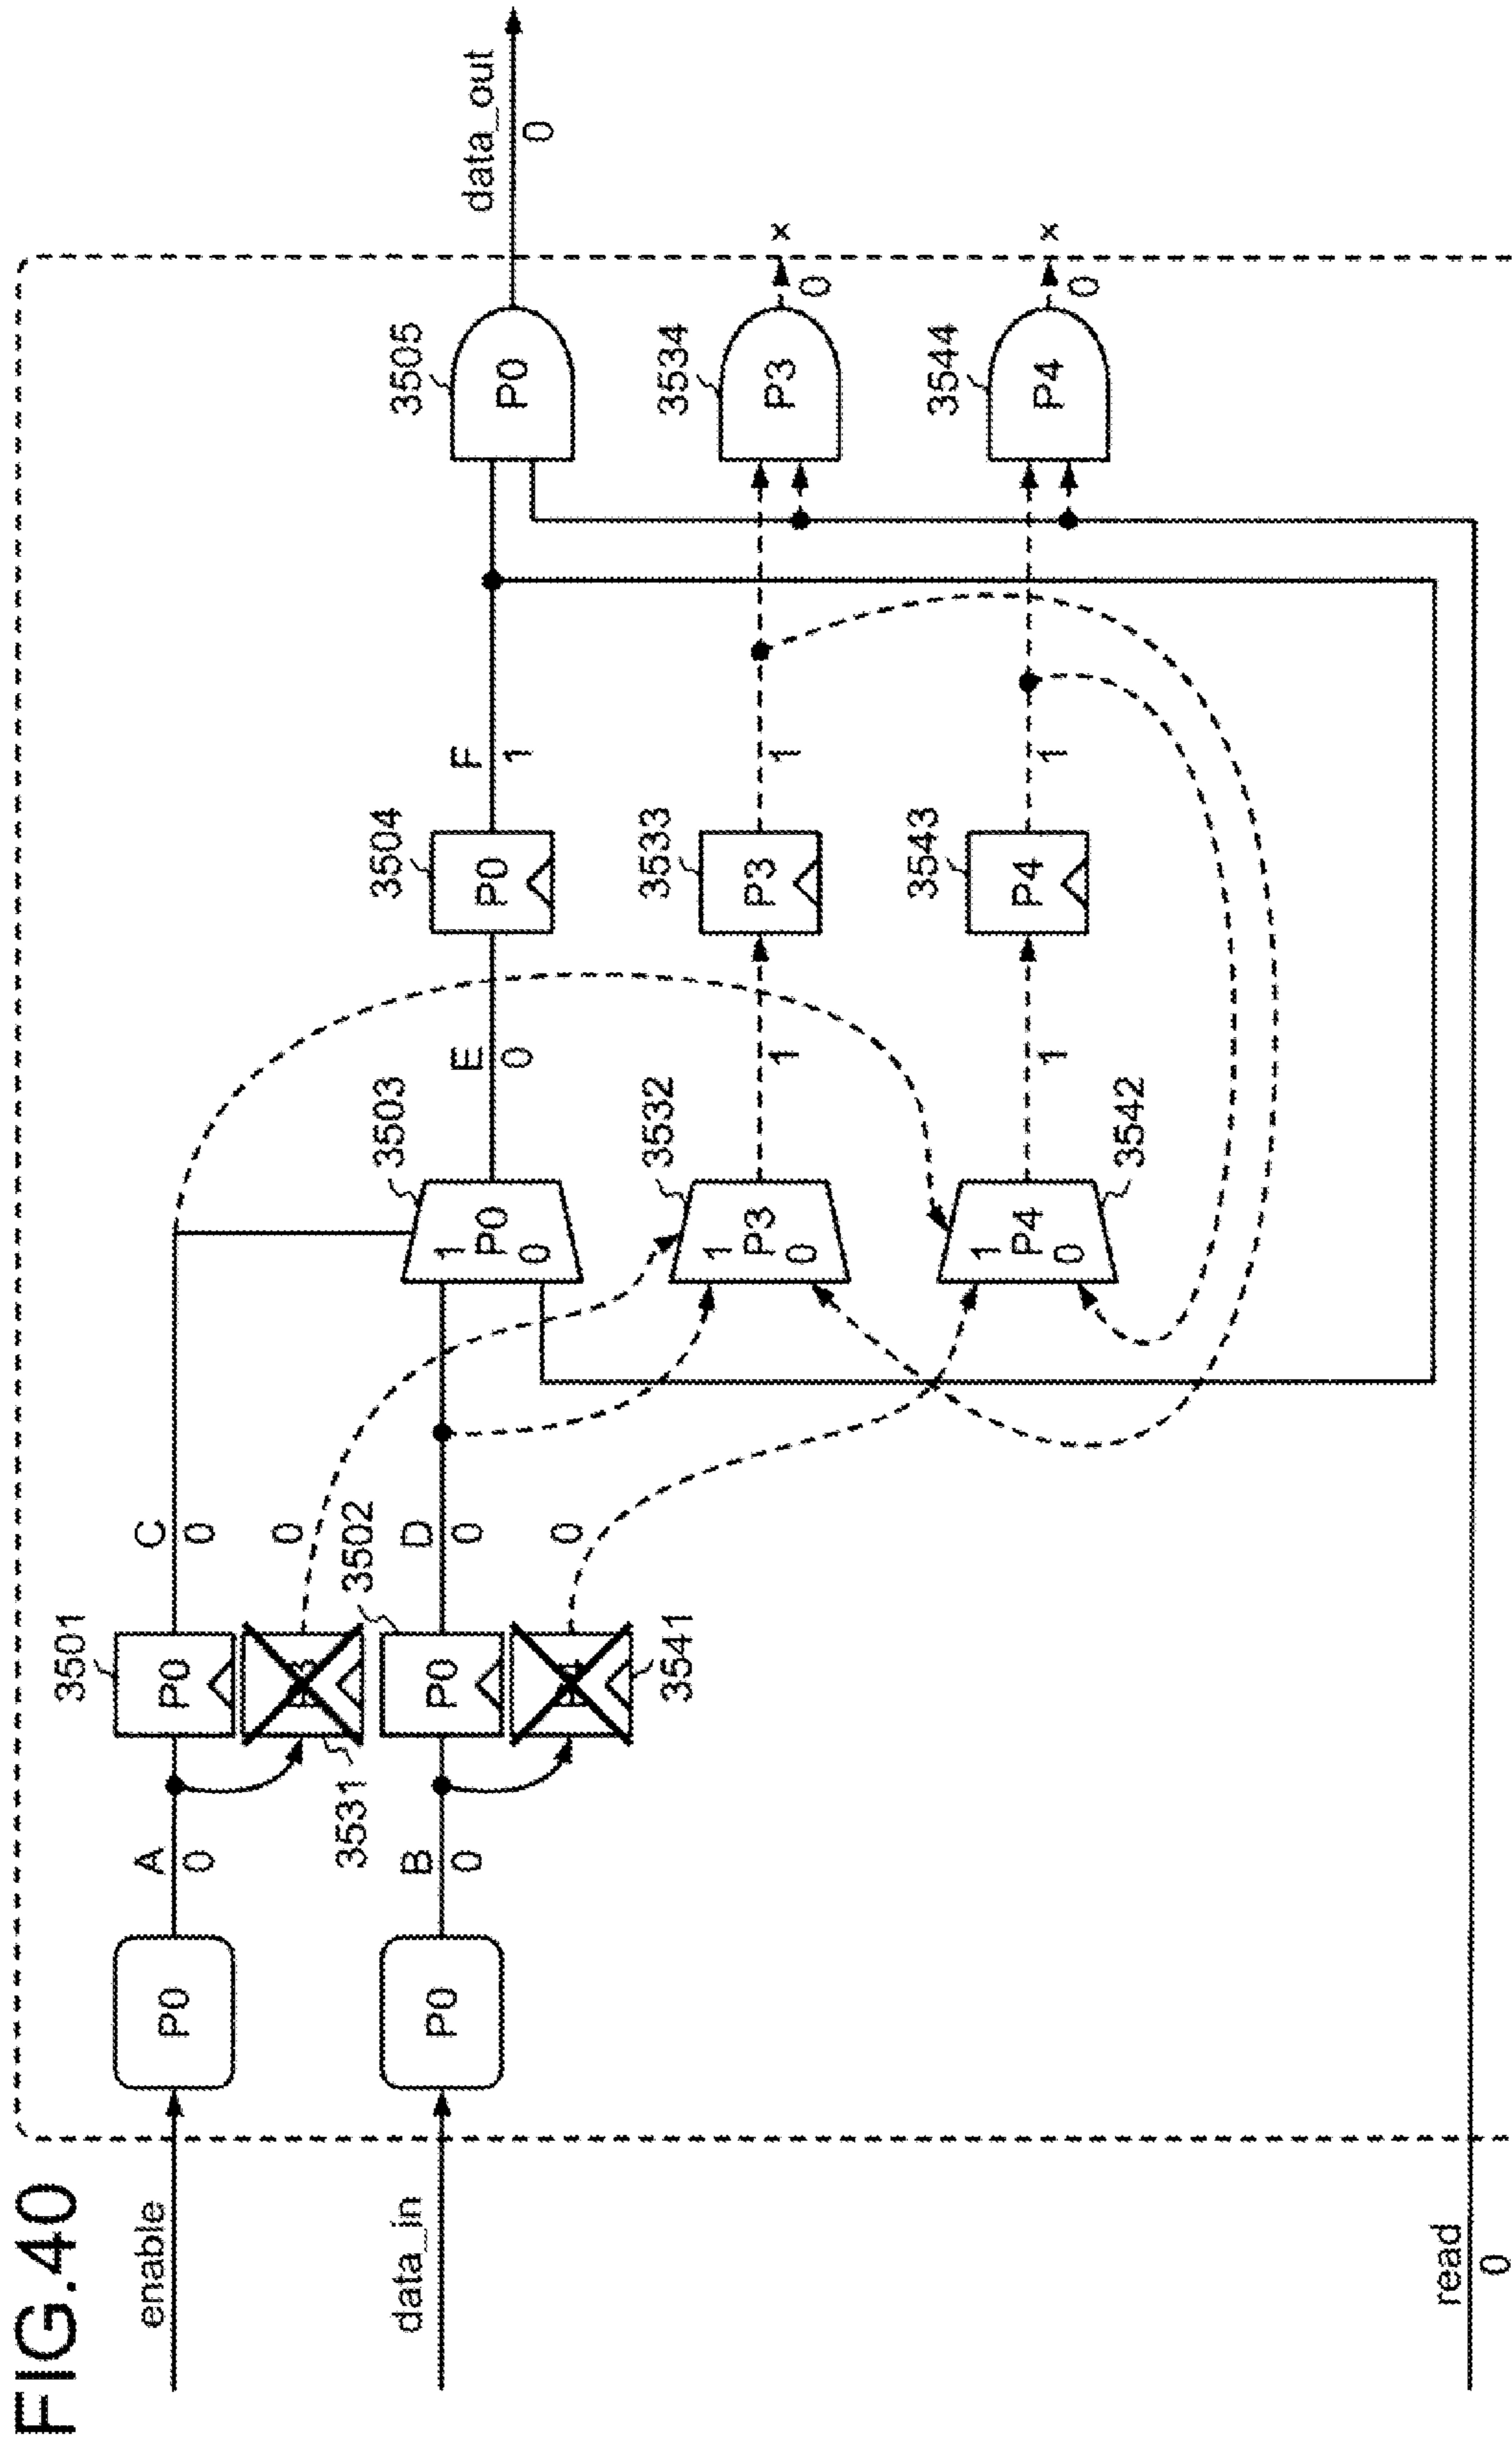 FIG.40
enable
P0
A
0
3501
P0
C
0
3531
0
data_in
P0
B
0
3502
P0
D
0
3541
0
3503
1
P0
0
E
0
3504
P0
F
1
3505
P0
data_out
0
3532
1
P3
0
1
3533
P3
1
3534
P3
0
x
3542
1
P4
0
1
3543
P4
1
3544
P4
0
x
read
0